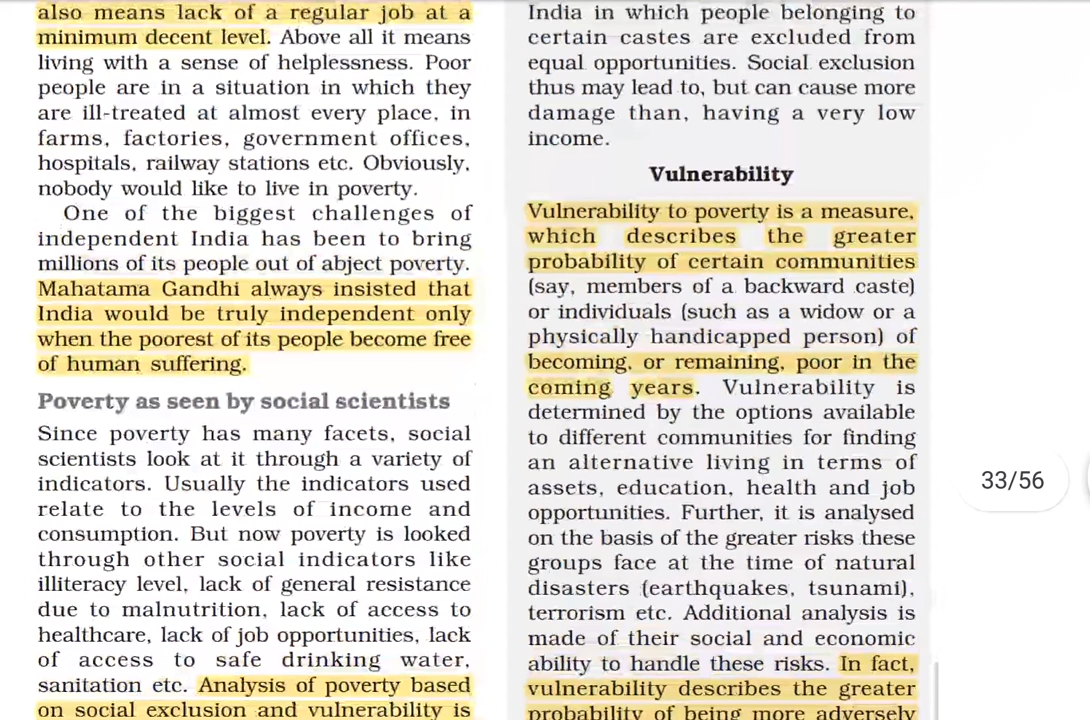 also means lack of a regular job at a
minimum decent level. Above all it means
living with a sense of helplessness. Poor
people are in a situation in which they
are ill-treated at almost every place, in
farms, factories, government offices,
hospitals, railway stations etc. Obviously,
nobody would like to live in poverty.
One of the biggest challenges of
independent India has been to bring
millions of its people out of abject poverty.
Mahatama Gandhi always insisted that
India would be truly independent only
when the poorest of its people become free
of human suffering.
Poverty as seen by social scientists
Since poverty has many facets, social
scientists look at it through a variety of
indicators. Usually the indicators used
relate to the levels of income and
consumption. But now poverty is looked
through other social indicators like
illiteracy level, lack of general resistance
due to malnutrition, lack of access to
healthcare, lack of job opportunities, lack
of access to safe drinking water,
sanitation etc. Analysis of poverty based
on social exclusion and vulnerability is
India in which people belonging to
certain castes are excluded from
equal opportunities. Social exclusion
thus may lead to, but can cause more
damage than, having a very low
income.
Vulnerability
Vulnerability to poverty is a measure,
which describes the greater
probability of certain communities
(say, members of a backward caste)
or individuals (such as a widow or a
physically handicapped person) of
becoming, or remaining, poor in the
coming years. Vulnerability is
determined by the options available
to different communities for finding
an alternative living in terms of
assets, education, health and job
opportunities. Further, it is analysed
on the basis of the greater risks these
groups face at the time of natural
disasters (earthquakes, tsunami),
terrorism etc. Additional analysis is
made of their social and economic
ability to handle these risks. In fact,
vulnerability describes the greater
probability of being more adversely
33/56